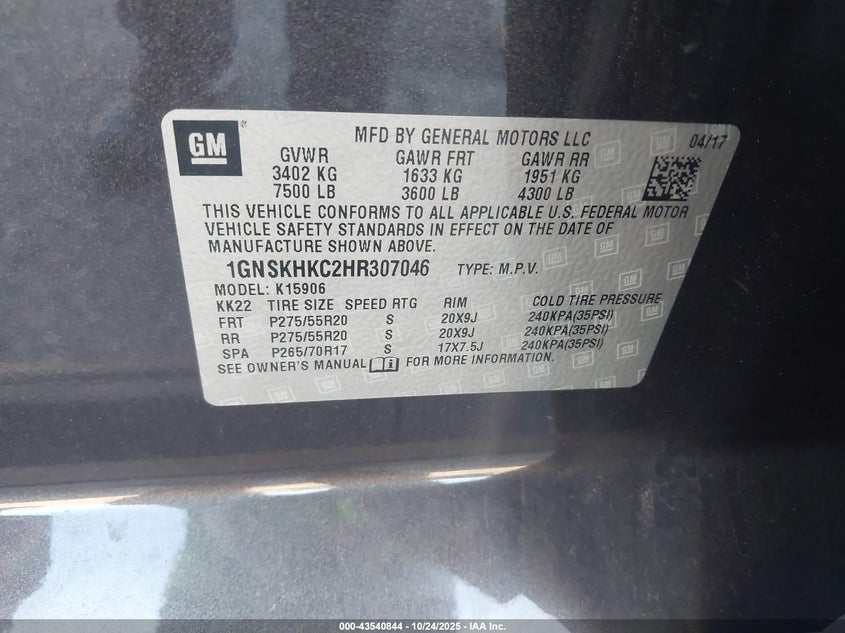 GM
MFD BY GENERAL MOTORS LLC 04/17
GVWR GAWR FRT GAWR RR
3402 KG 1633 KG 1951 KG
7500 LB 3600 LB 4300 LB
THIS VEHICLE CONFORMS TO ALL APPLICABLE U.S. FEDERAL MOTOR
VEHICLE SAFETY STANDARDS IN EFFECT ON THE DATE OF
MANUFACTURE SHOWN ABOVE.
1GNSKHKC2HR307046 TYPE: M.P.V.
MODEL: K15906
KK22 TIRE SIZE SPEED RTG RIM COLD TIRE PRESSURE
FRT P275/55R20 S 20X9J 240KPA(35PSI)
RR P275/55R20 S 20X9J 240KPA(35PSI)
SPA P265/70R17 S 17X7.5J 240KPA(35PSI)
SEE OWNER'S MANUAL i FOR MORE INFORMATION.
000-43540844 | 10/24/2025 | IAA Inc.